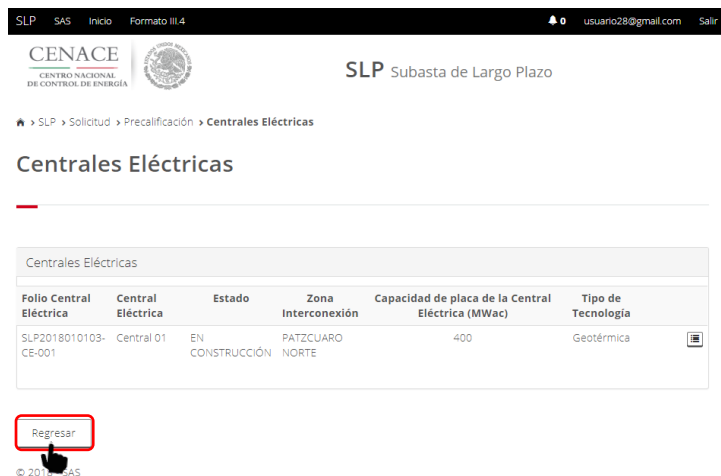 SLP SAS Inicio Formato III.4 0 usuario28@gmail.com Salir
CENACE
CENTRO NACIONAL
DE CONTROL DE ENERGÍA
SLP Subasta de Largo Plazo
SLP Solicitud Precalificación Centrales Eléctricas
Centrales Eléctricas
Centrales Eléctricas
Folio Central Central Estado Zona Capacidad de placa de la Central Tipo de
Eléctrica Eléctrica Interconexión Eléctrica (MWac) Tecnología
SLP2018010103- Central 01 EN PATZCUARO 400 Geotérmica
CE-001 CONSTRUCCIÓN NORTE
Regresar
SAS